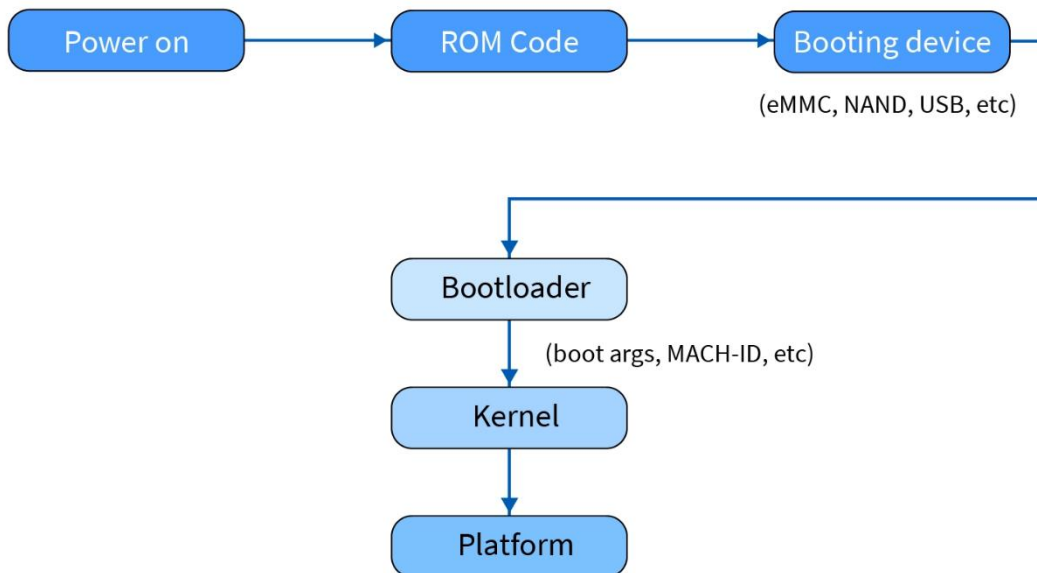 Power on
ROM Code
Booting device
(eMMC, NAND, USB, etc)
Bootloader
(boot args, MACH-ID, etc)
Kernel
Platform